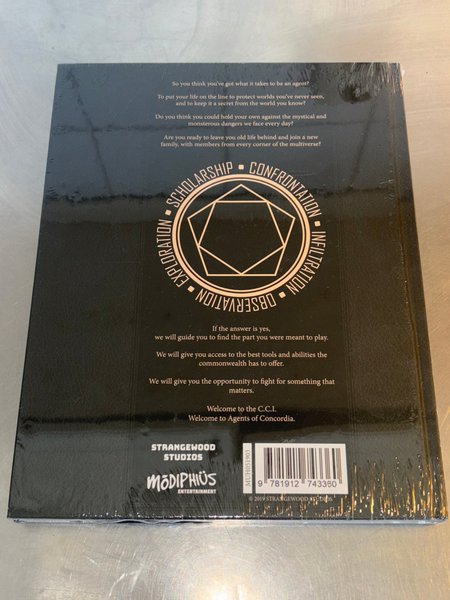 So you think you've got what it takes to be an agent?
To put your life on the line to protect worlds you've never seen,
and to keep it a secret from the world you know?
Do you think you could hold your own against the mystical and
monsterous dangers we face every day?
Are you ready to leave you old life behind and join a new
family, with members from every corner of the multiverse?
SCHOLARSHIP ▪ CONFRONTATION ▪ INFILTRATION ▪ OBSERVATION ▪ EXPLORATION ▪
If the answer is yes,
we will guide you to find the part you were meant to play.
We will give you access to the best tools and abilities the
commonwealth has to offer.
We will give you the opportunity to fight for something that
matters.
Welcome to the C.C.I.
Welcome to Agents of Concordia.
STRANGEWOOD
STUDIOS
MōDIPHIÜS
ENTERTAINMENT
MUH051903
9 781912 743360
© 2019 STRANGEWOOD STUDIOS